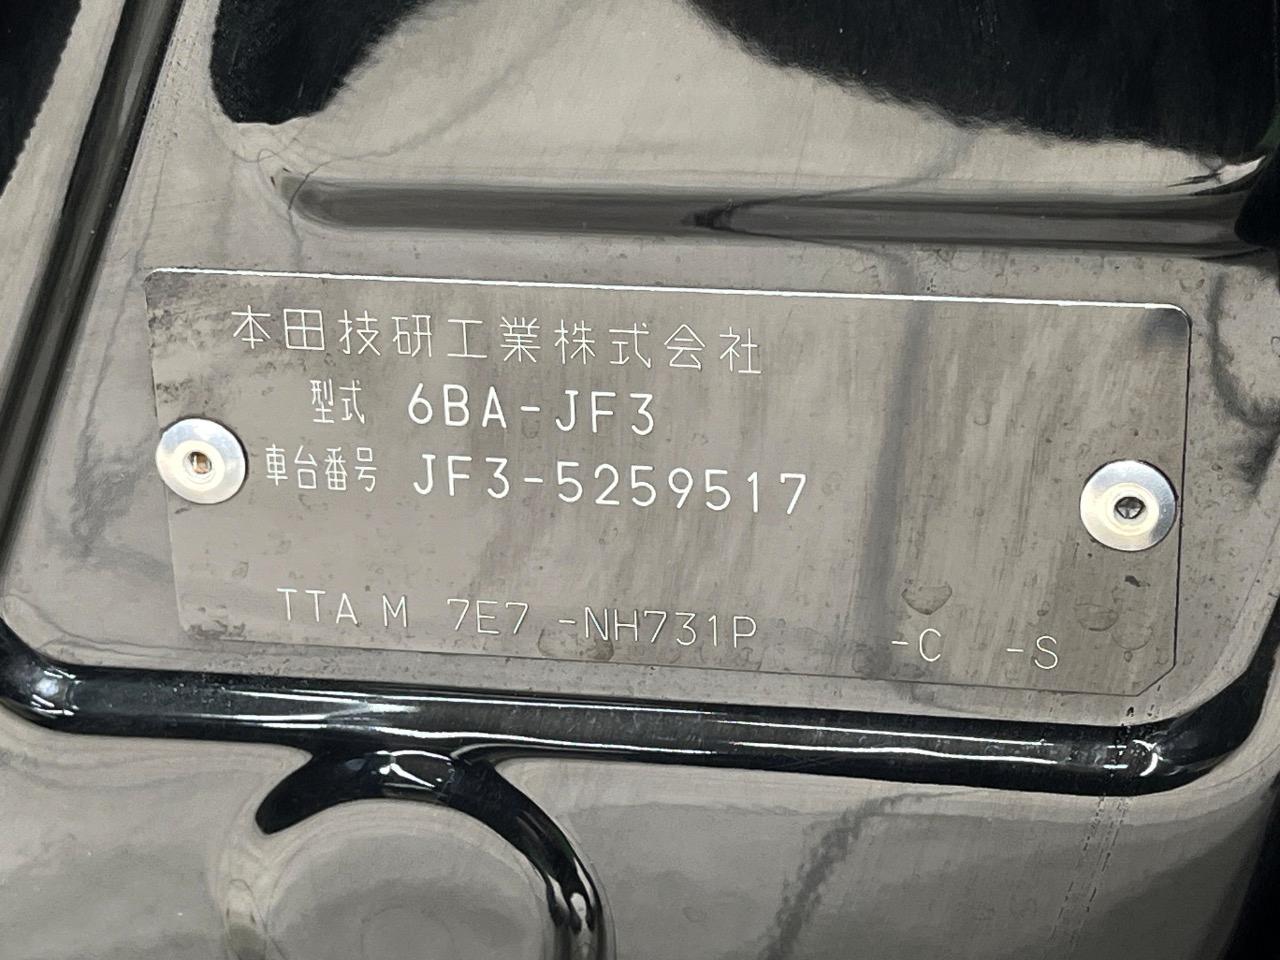 本田技研工業株式会社
型式 6BA-JF3
車台番号 JF3-5259517
TTA M 7E7 -NH731P -C -S